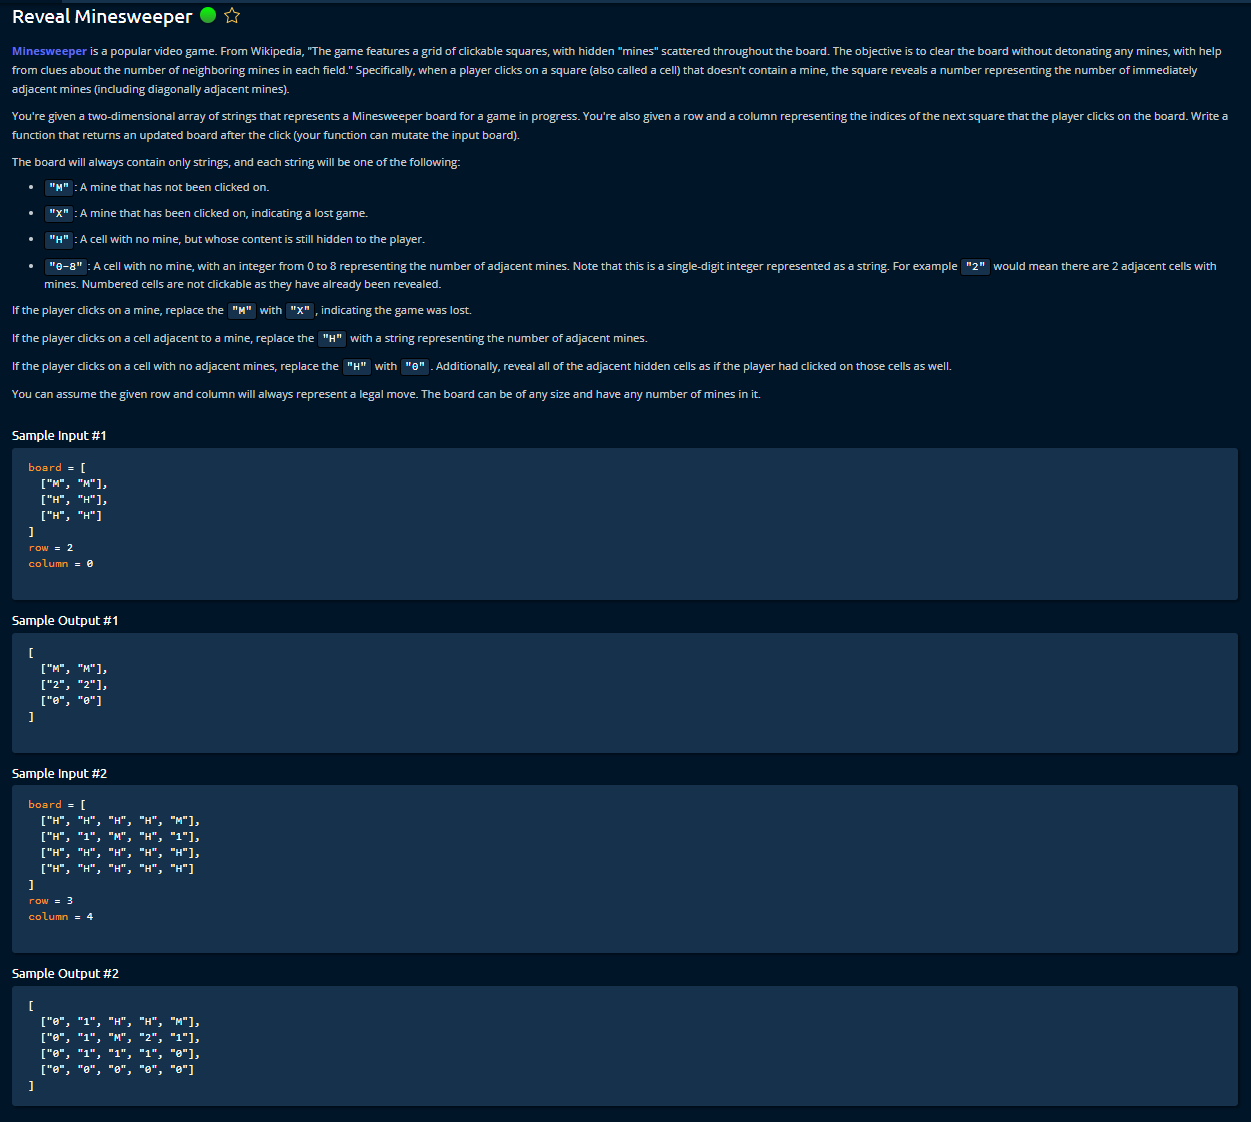 Reveal Minesweeper
Minesweeper is a popular video game. From Wikipedia, "The game features a grid of clickable squares, with hidden "mines" scattered throughout the board. The objective is to clear the board without detonating any mines, with help
from clues about the number of neighboring mines in each field." Specifically, when a player clicks on a square (also called a cell) that doesn't contain a mine, the square reveals a number representing the number of immediately
adjacent mines (including diagonally adjacent mines).
You're given a two-dimensional array of strings that represents a Minesweeper board for a game in progress. You're also given a row and a column representing the indices of the next square that the player clicks on the board. Write a
function that returns an updated board after the click (your function can mutate the input board).
The board will always contain only strings, and each string will be one of the following:
• "M" : A mine that has not been clicked on.
• "X" : A mine that has been clicked on, indicating a lost game.
• "H" : A cell with no mine, but whose content is still hidden to the player.
• "0-8" : A cell with no mine, with an integer from 0 to 8 representing the number of adjacent mines. Note that this is a single-digit integer represented as a string. For example "2" would mean there are 2 adjacent cells with
mines. Numbered cells are not clickable as they have already been revealed.
If the player clicks on a mine, replace the "M" with "X" , indicating the game was lost.
If the player clicks on a cell adjacent to a mine, replace the "H" with a string representing the number of adjacent mines.
If the player clicks on a cell with no adjacent mines, replace the "H" with "0" . Additionally, reveal all of the adjacent hidden cells as if the player had clicked on those cells as well.
You can assume the given row and column will always represent a legal move. The board can be of any size and have any number of mines in it.
Sample Input #1
board = [
["M", "M"],
["H", "H"],
["H", "H"]
]
row = 2
column = 0
Sample Output #1
[
["M", "M"],
["2", "2"],
["0", "0"]
]
Sample Input #2
board = [
["H", "H", "H", "H", "M"],
["H", "1", "M", "H", "1"],
["H", "H", "H", "H", "H"],
["H", "H", "H", "H", "H"]
]
row = 3
column = 4
Sample Output #2
[
["0", "1", "H", "H", "M"],
["0", "1", "M", "2", "1"],
["0", "1", "1", "1", "0"],
["0", "0", "0", "0", "0"]
]